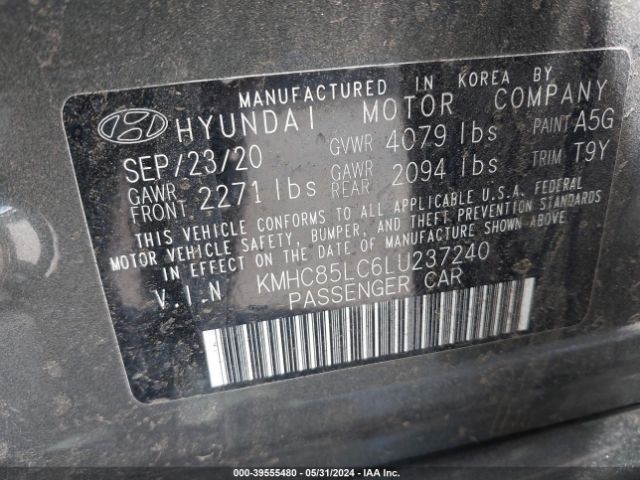 MANUFACTURED IN KOREA BY
HYUNDAI MOTOR COMPANY
SEP/23/20 GVWR 4079 lbs PAINT A5G
GAWR FRONT 2271 lbs GAWR REAR 2094 lbs TRIM T9Y
THIS VEHICLE CONFORMS TO ALL APPLICABLE U.S.A. FEDERAL
MOTOR VEHICLE SAFETY, BUMPER, AND THEFT PREVENTION STANDARDS
IN EFFECT ON THE DATE OF MANUFACTURE SHOWN ABOVE.
V.I.N KMHC85LC6LU237240
PASSENGER CAR
000-39555480 - 05/31/2024 - IAA Inc.